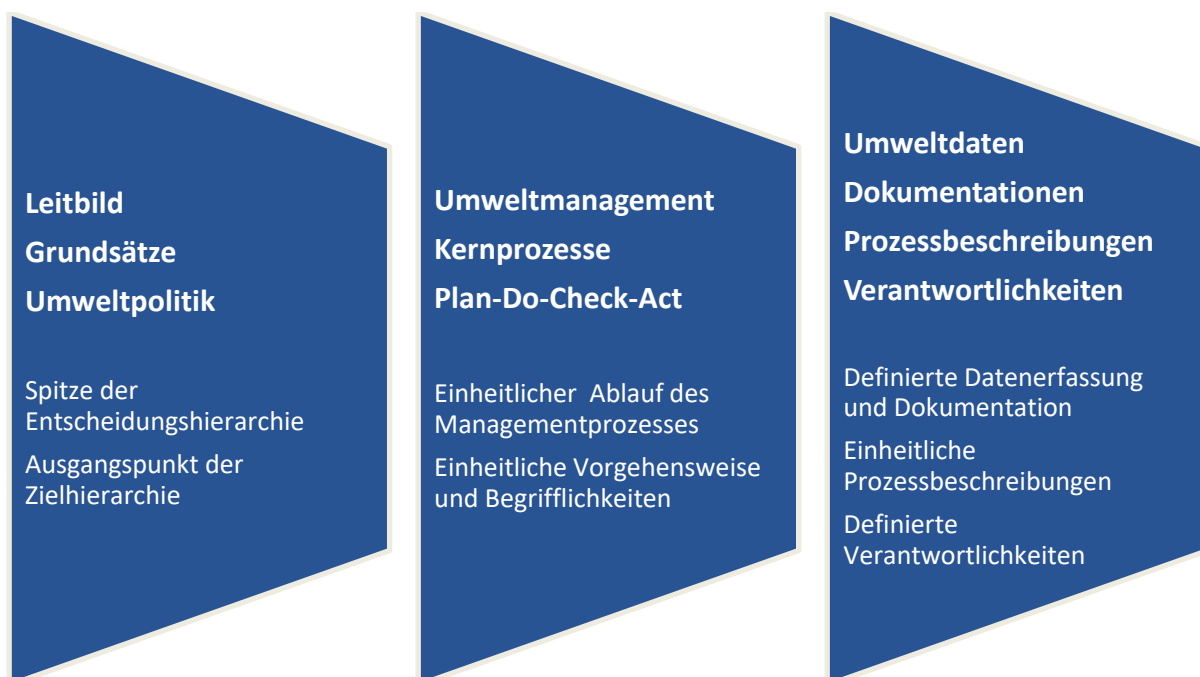 Leitbild
Grundsätze
Umweltpolitik
Spitze der
Entscheidungshierarchie
Ausgangspunkt der
Zielhierarchie
Umweltmanagement
Kernprozesse
Plan-Do-Check-Act
Einheitlicher  Ablauf des
Managementprozesses
Einheitliche Vorgehensweise
und Begrifflichkeiten
Umweltdaten
Dokumentationen
Prozessbeschreibungen
Verantwortlichkeiten
Definierte Datenerfassung
und Dokumentation
Einheitliche
Prozessbeschreibungen
Definierte
Verantwortlichkeiten